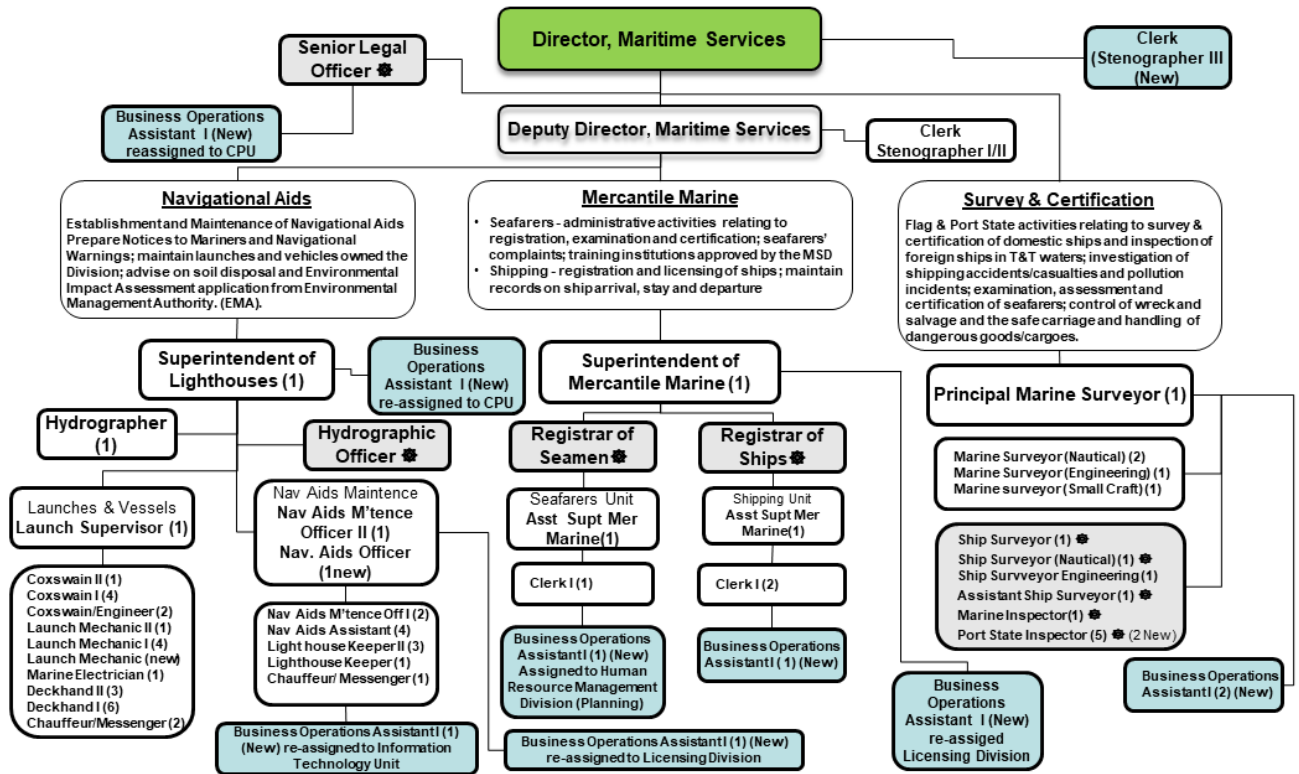 Director, Maritime Services
Senior Legal
Officer ✹
Clerk
(Stenographer III
(New)
Business Operations
Assistant I (New)
reassigned to CPU
Deputy Director, Maritime Services
Clerk
Stenographer I/II
Navigational Aids
Establishment and Maintenance of Navigational Aids
Prepare Notices to Mariners and Navigational
Warnings; maintain launches and vehicles owned the
Division; advise on soil disposal and Environmental
Impact Assessment application from Environmental
Management Authority. (EMA).
Mercantile Marine
• Seafarers - administrative activities relating to
registration, examination and certification; seafarers'
complaints; training institutions approved by the MSD
• Shipping - registration and licensing of ships; maintain
records on ship arrival, stay and departure
Survey & Certification
Flag & Port State activities relating to survey &
certification of domestic ships and inspection of
foreign ships in T&T waters; investigation of
shipping accidents/casualties and pollution
incidents; examination, assessment and
certification of seafarers; control of wreck and
salvage and the safe carriage and handling of
dangerous goods/cargoes.
Superintendent of
Lighthouses (1)
Business
Operations
Assistant I (New)
re-assigned to CPU
Superintendent of
Mercantile Marine (1)
Principal Marine Surveyor (1)
Hydrographer
(1)
Hydrographic
Officer ✹
Registrar of
Seamen ✹
Registrar of
Ships ✹
Marine Surveyor (Nautical) (2)
Marine Surveyor (Engineering) (1)
Marine surveyor (Small Craft) (1)
Launches & Vessels
Launch Supervisor (1)
Nav Aids Maintence
Nav Aids M'tence
Officer II (1)
Nav. Aids Officer
(1new)
Seafarers Unit
Asst Supt Mer
Marine(1)
Shipping Unit
Asst Supt Mer
Marine(1)
Ship Surveyor (1) ✹
Ship Surveyor (Nautical) (1) ✹
Ship Survveyor Engineering (1)
Assistant Ship Surveyor (1) ✹
Marine Inspector(1) ✹
Port State Inspector (5) ✹ (2 New)
Coxswain II (1)
Coxswain I (4)
Coxswain/Engineer (2)
Launch Mechanic II (1)
Launch Mechanic I (4)
Launch Mechanic (new)
Marine Electrician (1)
Deckhand II (3)
Deckhand I (6)
Chauffeur/Messenger (2)
Nav Aids M'tence Off I (2)
Nav Aids Assistant (4)
Light house Keeper II (3)
Lighthouse Keeper (1)
Chauffeur/ Messenger (1)
Clerk I (1)
Clerk I (2)
Business Operations
Assistant I (1) (New)
Assigned to Human
Resource Management
Division (Planning)
Business Operations
Assistant I (1) (New)
Business
Operations
Assistant I (New)
re-assiged
Licensing Division
Business Operations
Assistant I (2) (New)
Business Operations Assistant I (1)
(New) re-assigned to Information
Technology Unit
Business Operations Assistant I (1) (New)
re-assigned to Licensing Division